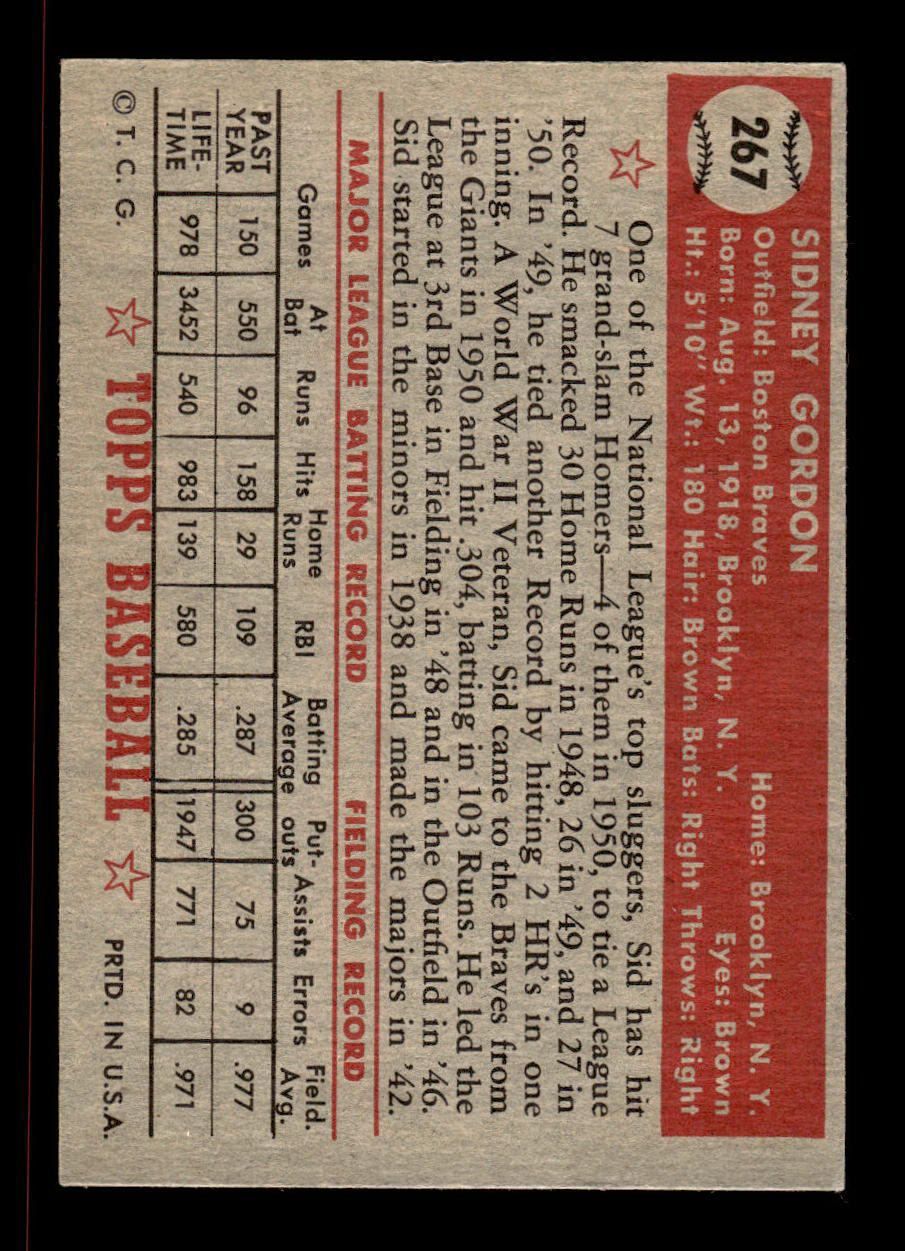 267
SIDNEY GORDON
Outfield: Boston Braves Home: Brooklyn, N. Y.
Born: Aug. 13, 1918, Brooklyn, N. Y. Eyes: Brown
Ht.: 5'10" Wt.: 180 Hair: Brown Bats: Right Throws: Right
One of the National League's top sluggers, Sid has hit
7 grand-slam Homers—4 of them in 1950, to tie a League
Record. He smacked 30 Home Runs in 1948, 26 in '49, and 27 in
'50. In '49, he tied another Record by hitting 2 HR's in one
inning. A World War II Veteran, Sid came to the Braves from
the Giants in 1950 and hit .304, batting in 103 Runs. He led the
League at 3rd Base in Fielding in '48 and in the Outfield in '46.
Sid started in the minors in 1938 and made the majors in '42.
MAJOR LEAGUE BATTING RECORD FIELDING RECORD
Games At Bat Runs Hits Home Runs RBI Batting Average Put-outs Assists Errors Field. Avg.
PAST YEAR 150 550 96 158 29 109 .287 300 75 9 .977
LIFE-TIME 978 3452 540 983 139 580 .285 1947 771 82 .971
© T. C. G. TOPPS BASEBALL PRTD. IN U.S.A.